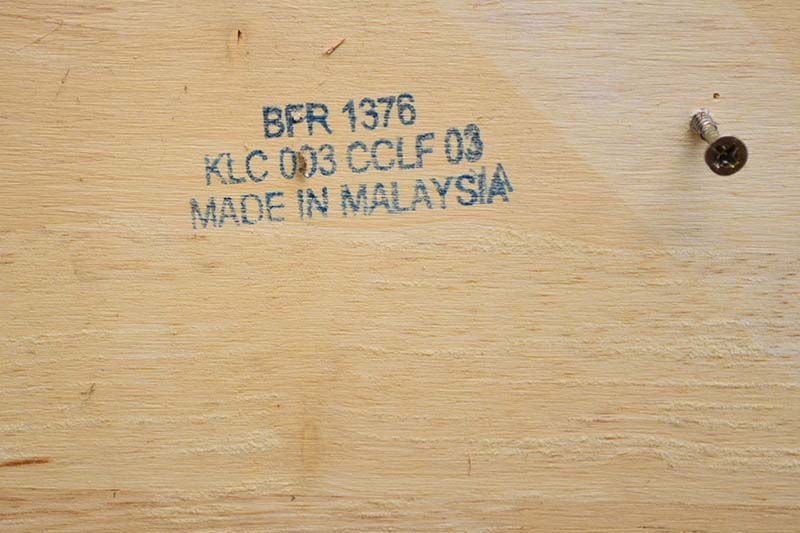 BFR 1376
KLC 003 CCLF 03
MADE IN MALAYSIA